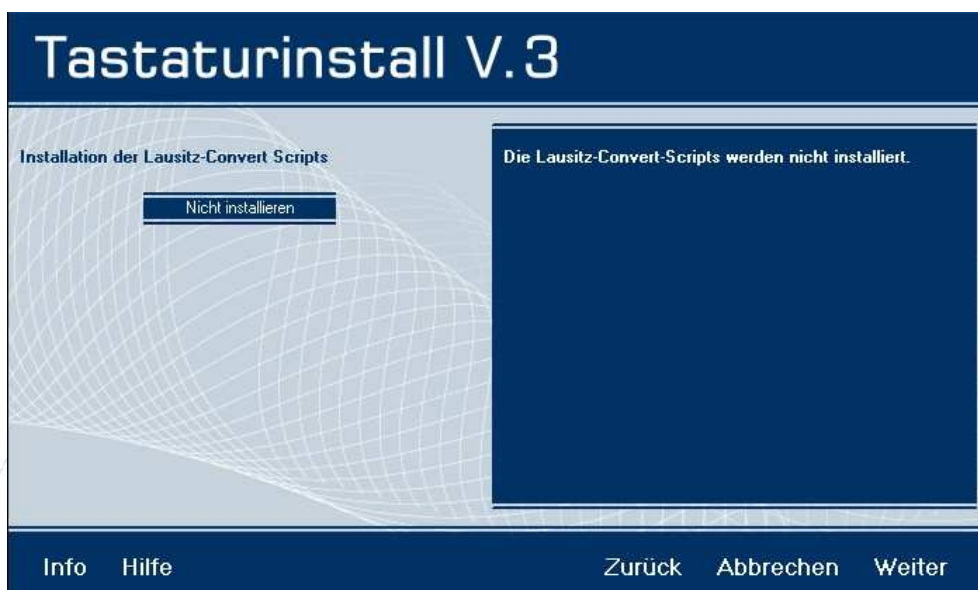 Tastaturinstall V.3
Installation der Lausitz-Convert Scripts
Nicht installieren
Die Lausitz-Convert-Scripts werden nicht installiert.
Info Hilfe Zurück Abbrechen Weiter